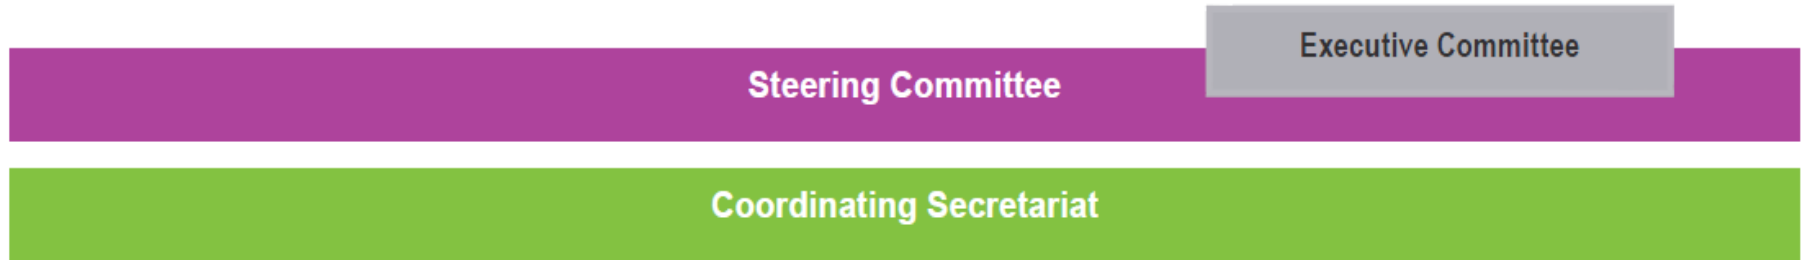 Executive Committee
Steering Committee
Coordinating Secretariat